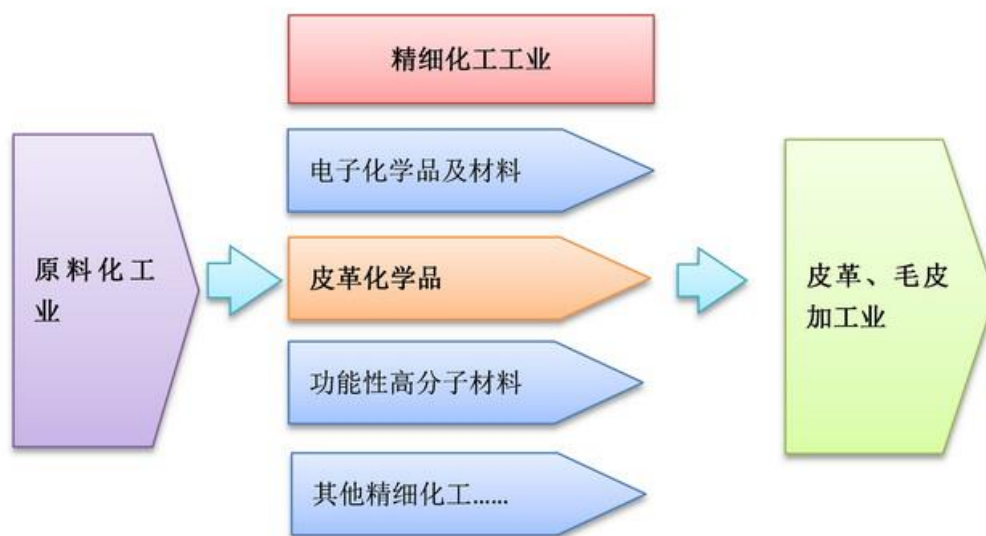 精细化工工业
电子化学品及材料
原料化工
业
皮革化学品
皮革、毛皮
加工业
功能性高分子材料
其他精细化工......